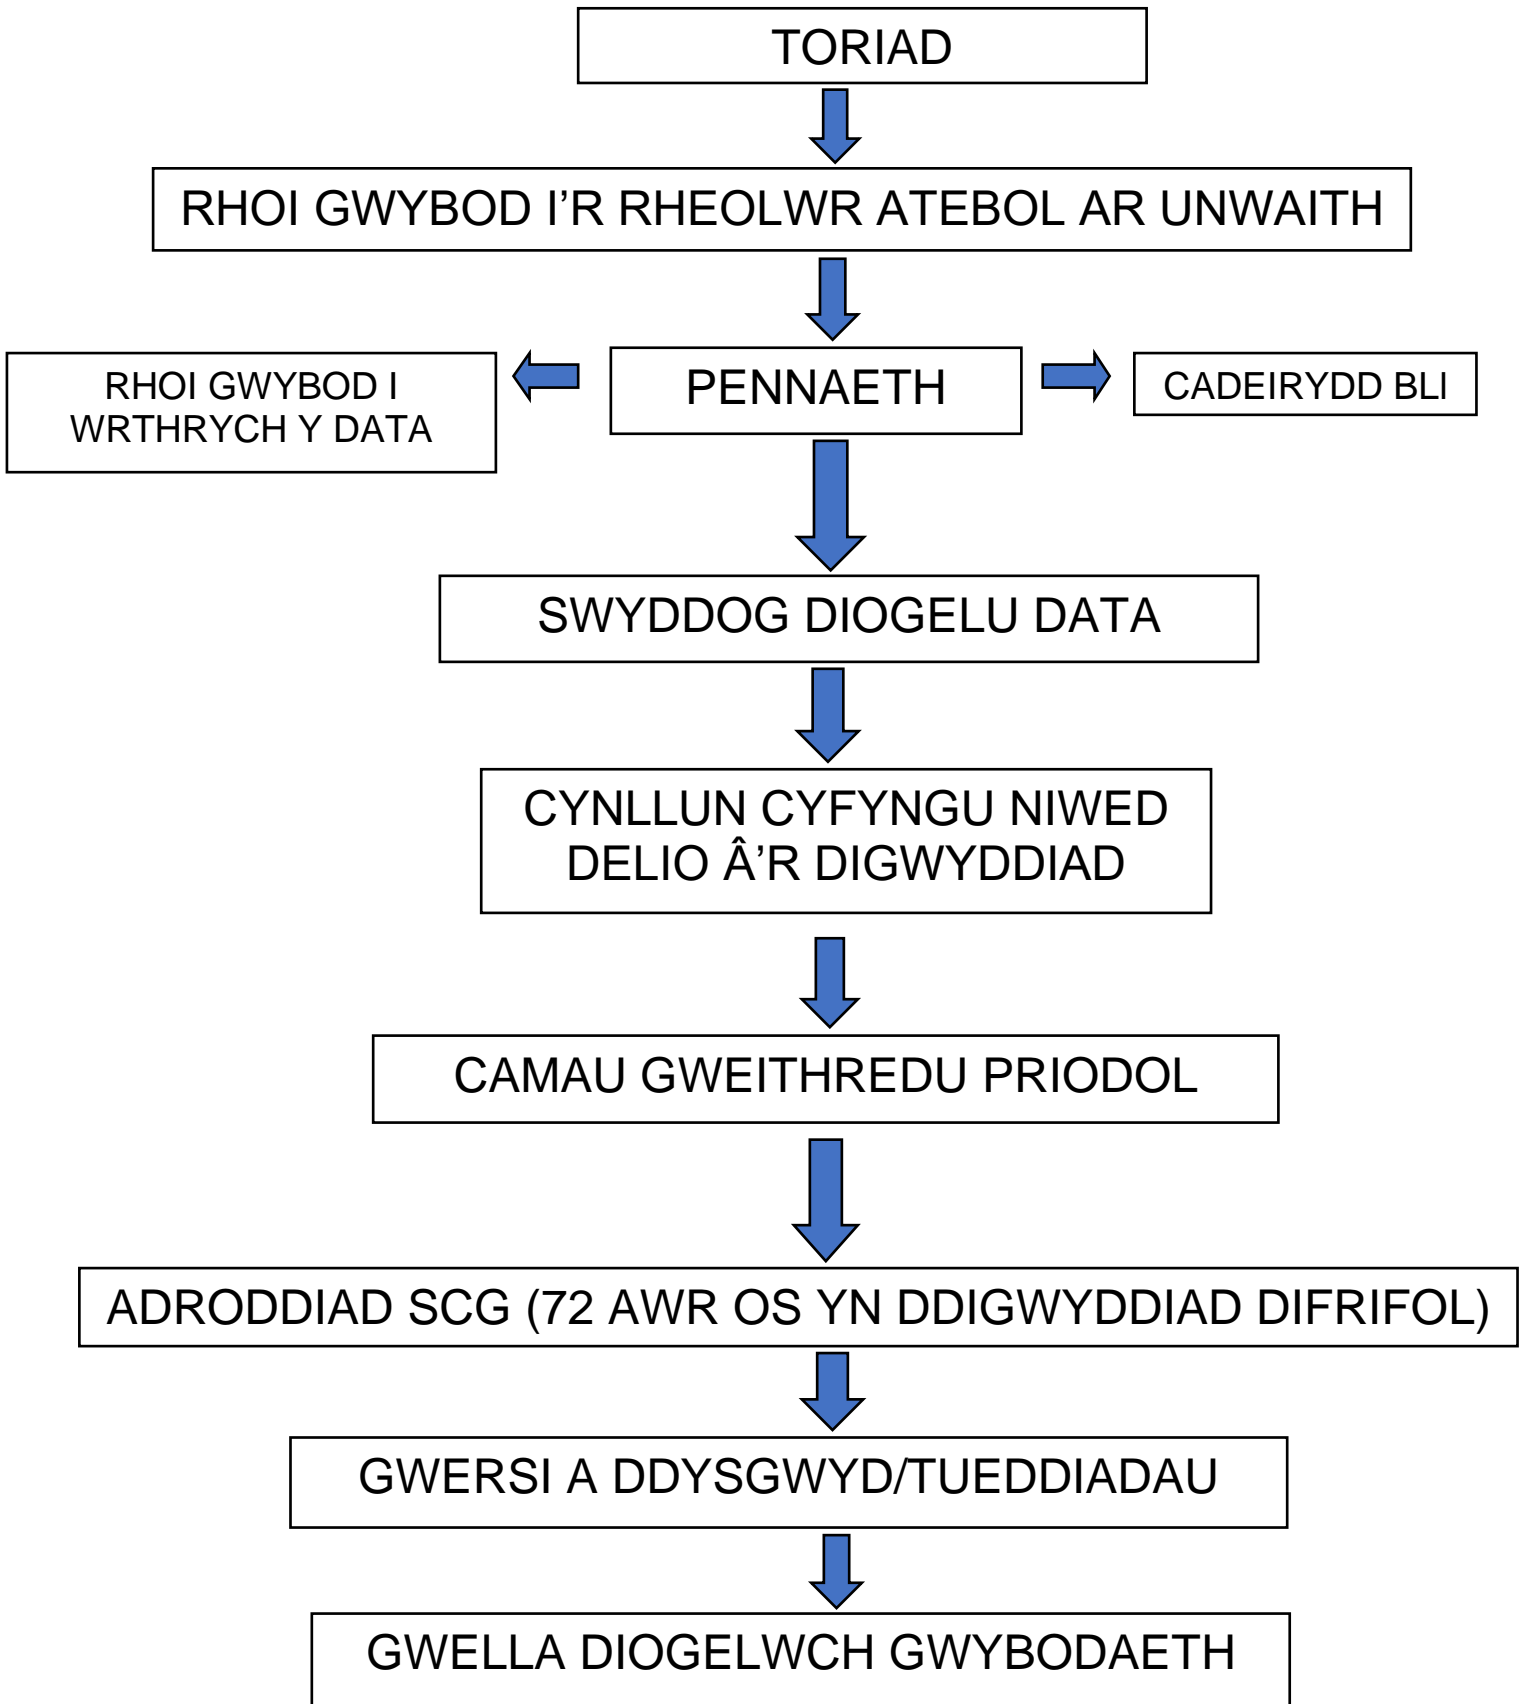 TORIAD
RHOI GWYBOD I’R RHEOLWR ATEBOL AR UNWAITH
RHOI GWYBOD I
WRTHRYCH Y DATA
PENNAETH
CADEIRYDD BLI
SWYDDOG DIOGELU DATA
CYNLLUN CYFYNGU NIWED
DELIO Â’R DIGWYDDIAD
CAMAU GWEITHREDU PRIODOL
ADRODDIAD SCG (72 AWR OS YN DDIGWYDDIAD DIFRIFOL)
GWERSI A DDYSGWYD/TUEDDIADAU
GWELLA DIOGELWCH GWYBODAETH